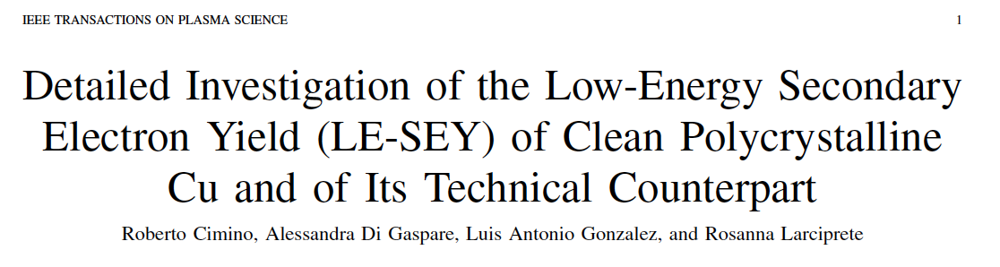 IEEE TRANSACTIONS ON PLASMA SCIENCE 1
Detailed Investigation of the Low-Energy Secondary
Electron Yield (LE-SEY) of Clean Polycrystalline
Cu and of Its Technical Counterpart
Roberto Cimino, Alessandra Di Gaspare, Luis Antonio Gonzalez, and Rosanna Larciprete